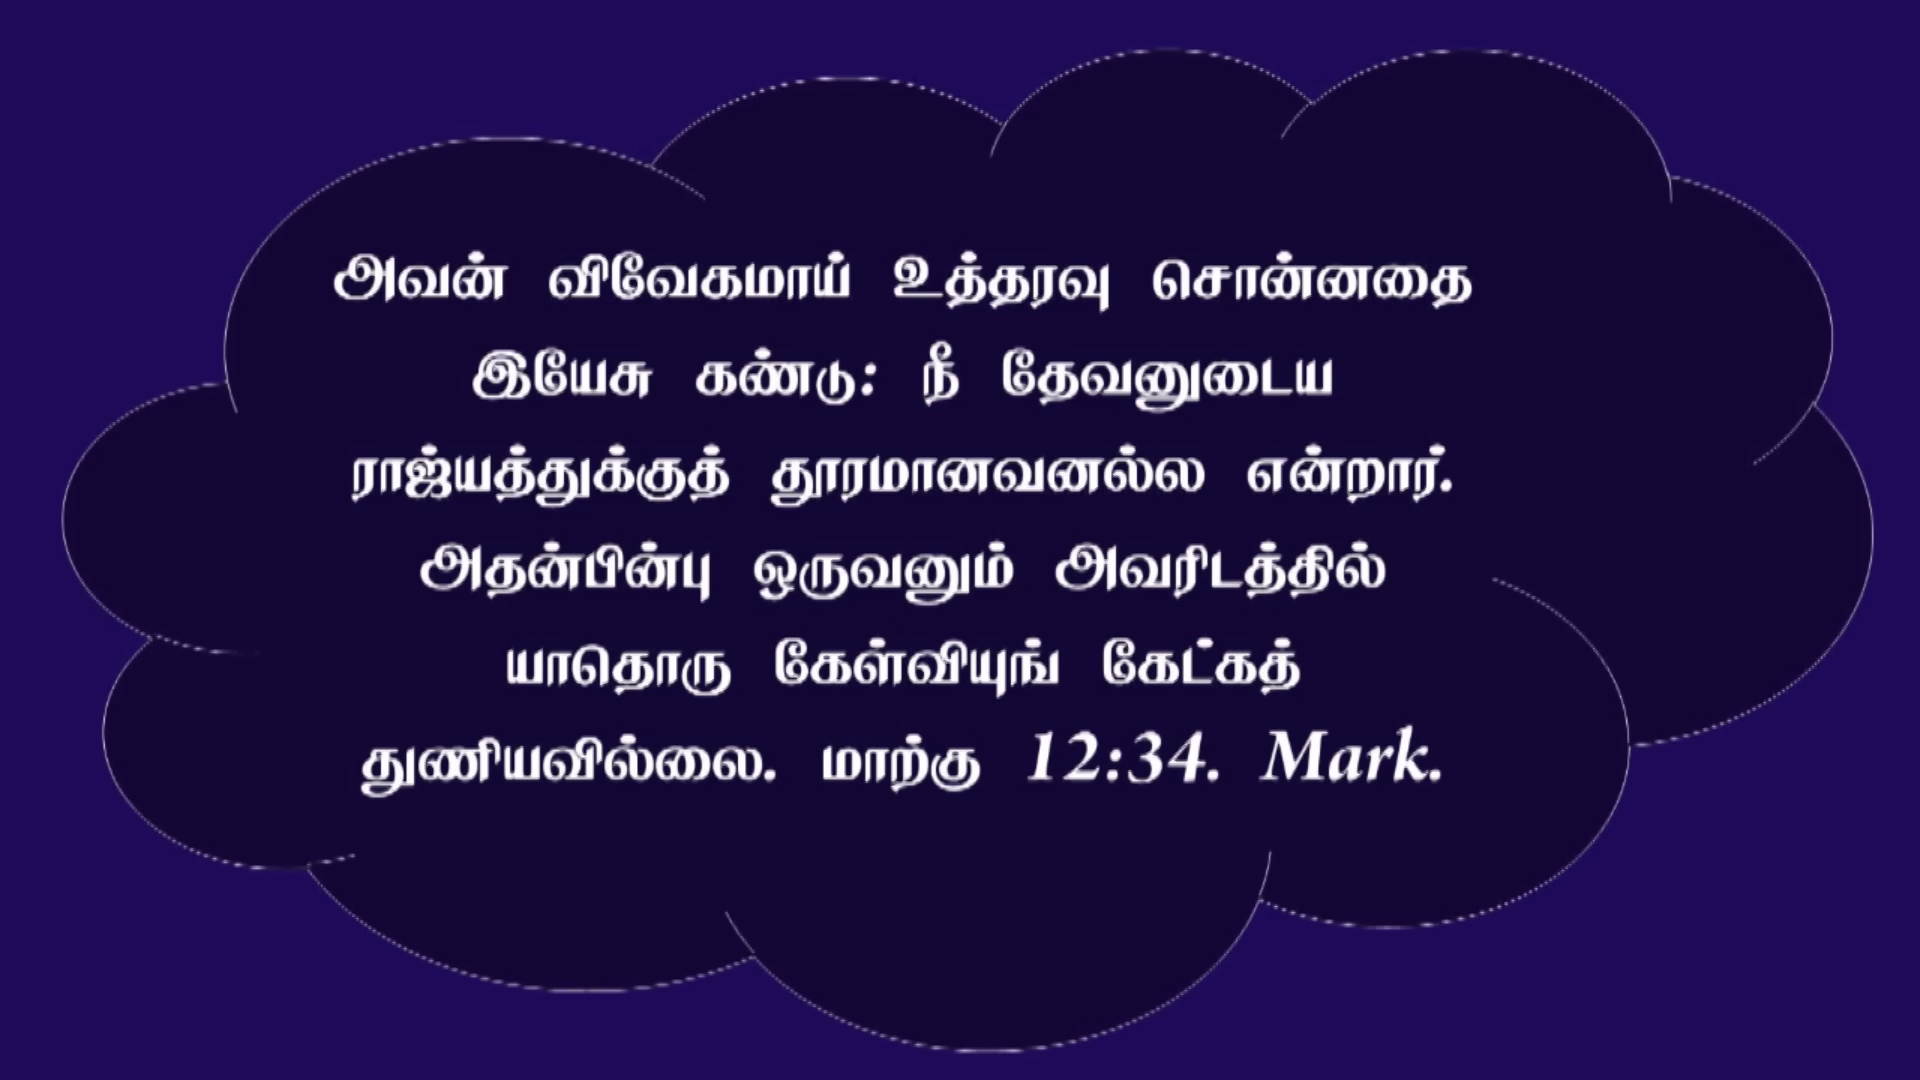 அவன் விவேகமாய் உத்தரவு சொன்னதை
இயேசு கண்டு: நீ தேவனுடைய
ராஜ்யத்துக்குத் தூரமானவனல்ல என்றார்.
அதன்பின்பு ஒருவனும் அவரிடத்தில்
யாதொரு கேள்வியுங் கேட்கத்
துணியவில்லை. மாற்கு 12:34. Mark.